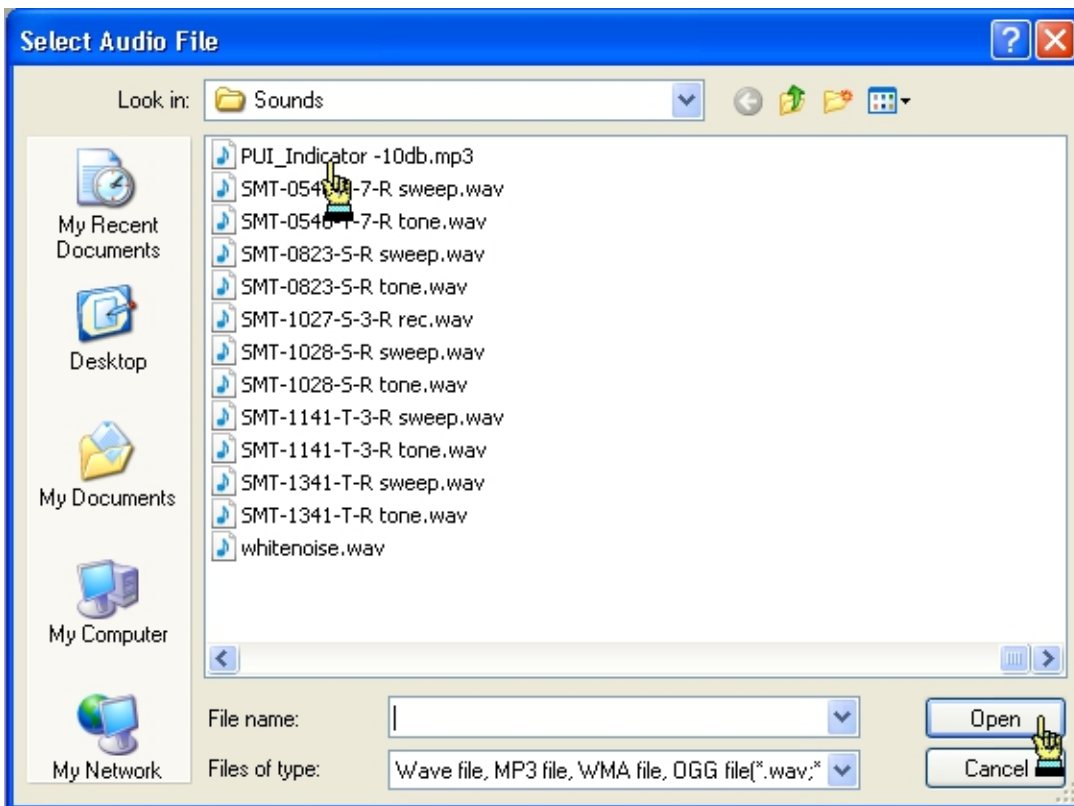 Select Audio File
Look in: Sounds
PUI_Indicator -10db.mp3
sweep.wav
tone.wav
SMT-0823-S-R sweep.wav
SMT-0823-S-R tone.wav
SMT-1027-S-3-R rec.wav
SMT-1028-S-R sweep.wav
SMT-1028-S-R tone.wav
SMT-1141-T-3-R sweep.wav
SMT-1141-T-3-R tone.wav
SMT-1341-T-R sweep.wav
SMT-1341-T-R tone.wav
whitenoise.wav
My Recent
Documents
Desktop
My Documents
My Computer
My Network
File name:
Open
Files of type: Wave file, MP3 file, WMA file, OGG file(*.wav;*
Cancel